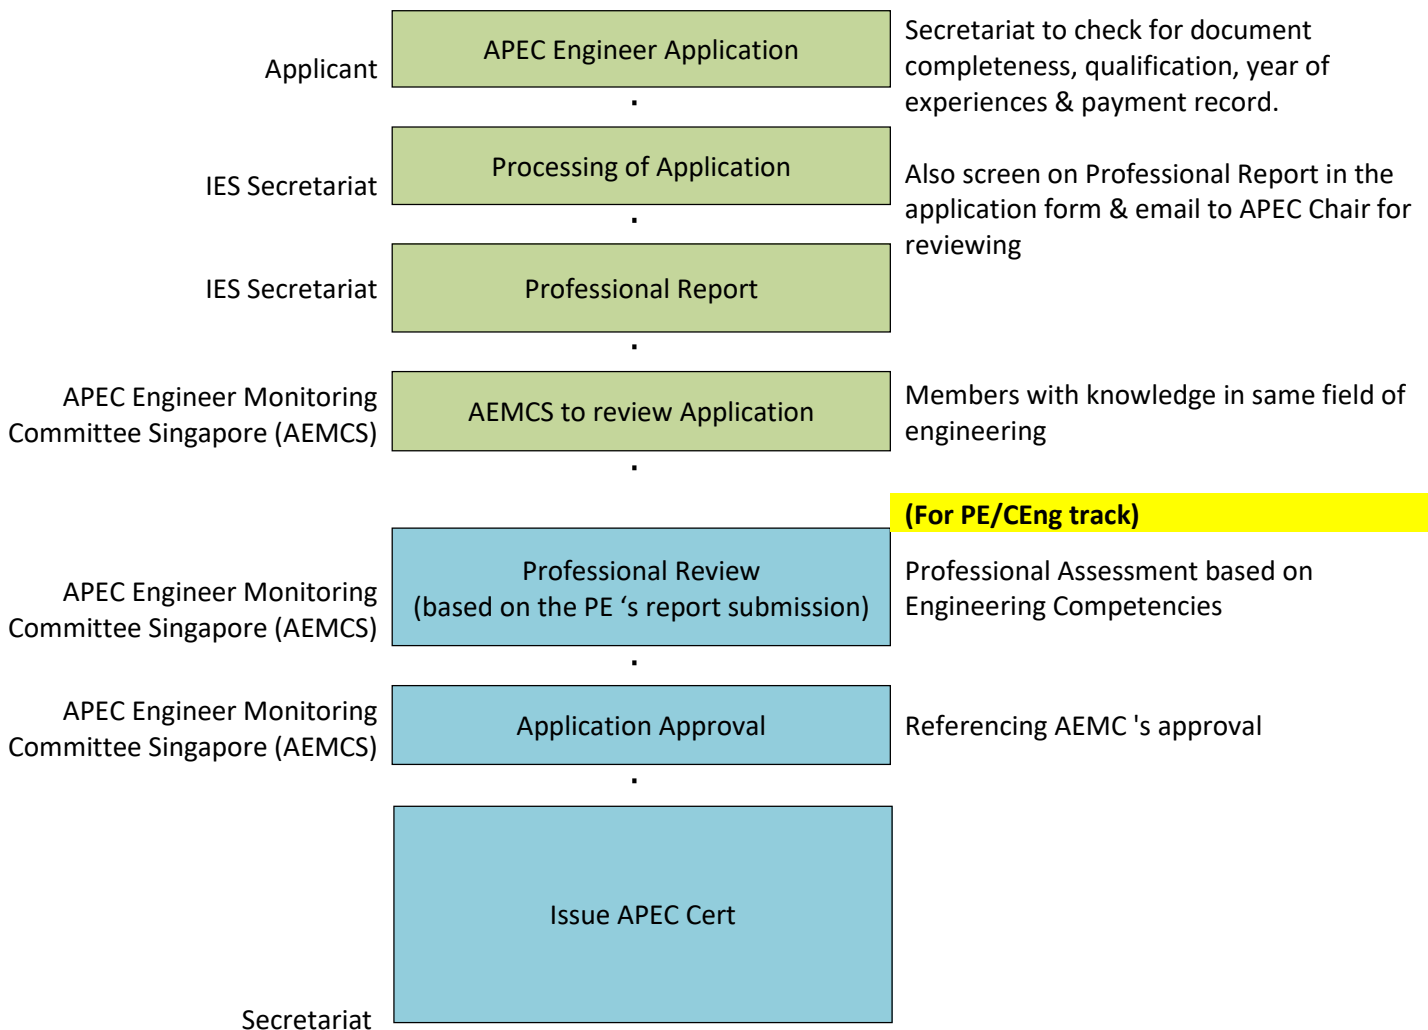 Applicant
APEC Engineer Application
Secretariat to check for document
completeness, qualification, year of
experiences & payment record.
IES Secretariat
Processing of Application
Also screen on Professional Report in the
application form & email to APEC Chair for
reviewing
IES Secretariat
Professional Report
APEC Engineer Monitoring
Committee Singapore (AEMCS)
AEMCS to review Application
Members with knowledge in same field of
engineering
(For PE/CEng track)
APEC Engineer Monitoring
Committee Singapore (AEMCS)
Professional Review
(based on the PE ‘s report submission)
Professional Assessment based on
Engineering Competencies
APEC Engineer Monitoring
Committee Singapore (AEMCS)
Application Approval
Referencing AEMC 's approval
Issue APEC Cert
Secretariat